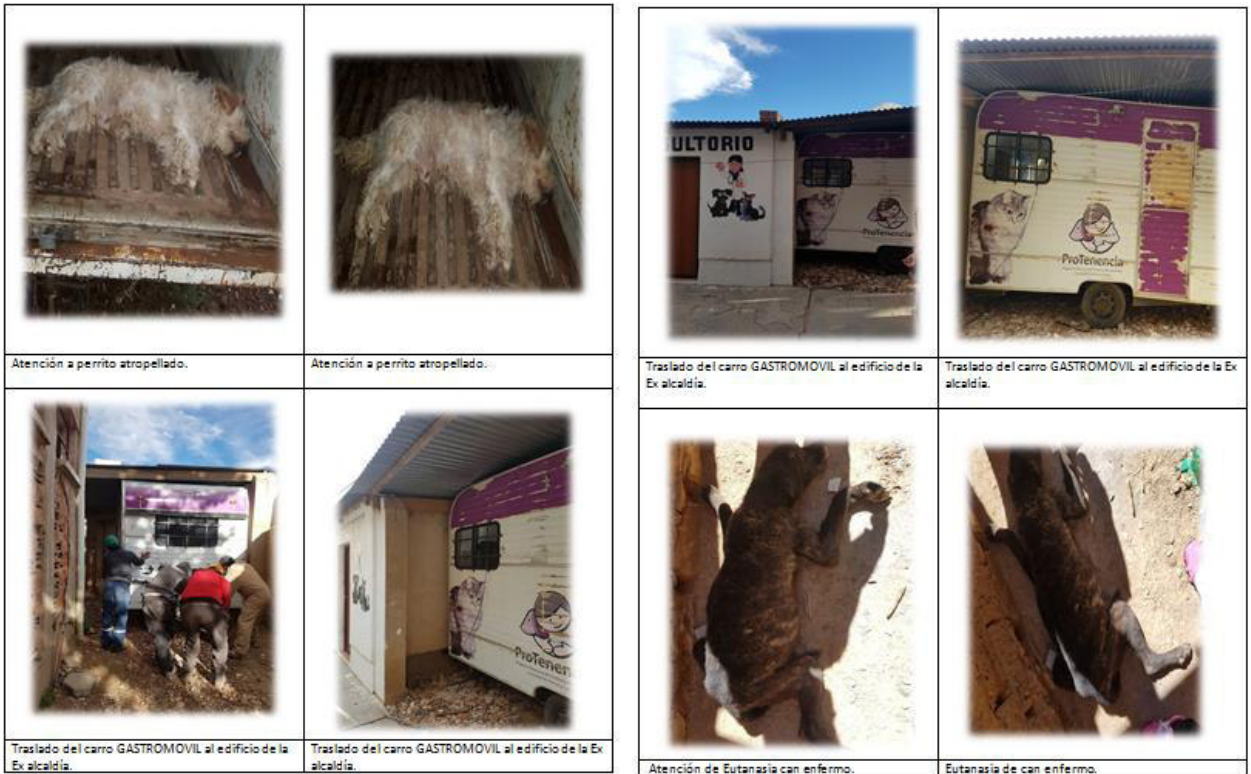 Atención a perrito atropellado.
Atención a perrito atropellado.
Traslado del carro GASTROMOVIL al edificio de la
Ex alcaldía.
Traslado del carro GASTROMOVIL al edificio de la Ex
alcaldía.
ULTORIO
ProTenencia
ProTenencia
Traslado del carro GASTROMOVIL al edificio de la
Ex alcaldía.
Traslado del carro GASTROMOVIL al edificio de la Ex
alcaldía.
ProTenen
Atención de Eutanasia can enfermo.
Eutanasia de can enfermo.